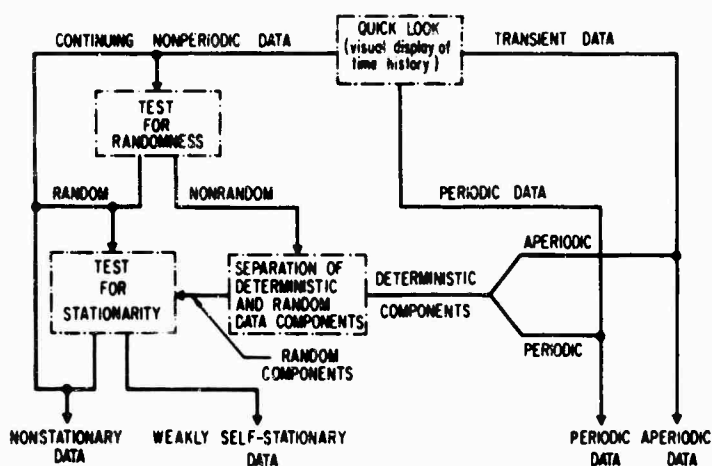 CONTINUING NONPERIODIC DATA
QUICK LOOK
(visual display of
time history)
TRANSIENT DATA
TEST
FOR
RANDOMNESS
RANDOM
NONRANDOM
PERIODIC DATA
TEST
FOR
STATIONARITY
SEPARATION OF
DETERMINISTIC
AND RANDOM
DATA COMPONENTS
DETERMINISTIC
COMPONENTS
APERIODIC
PERIODIC
RANDOM
COMPONENTS
NONSTATIONARY
DATA
WEAKLY SELF-STATIONARY
DATA
PERIODIC
DATA
APERIODIC
DATA